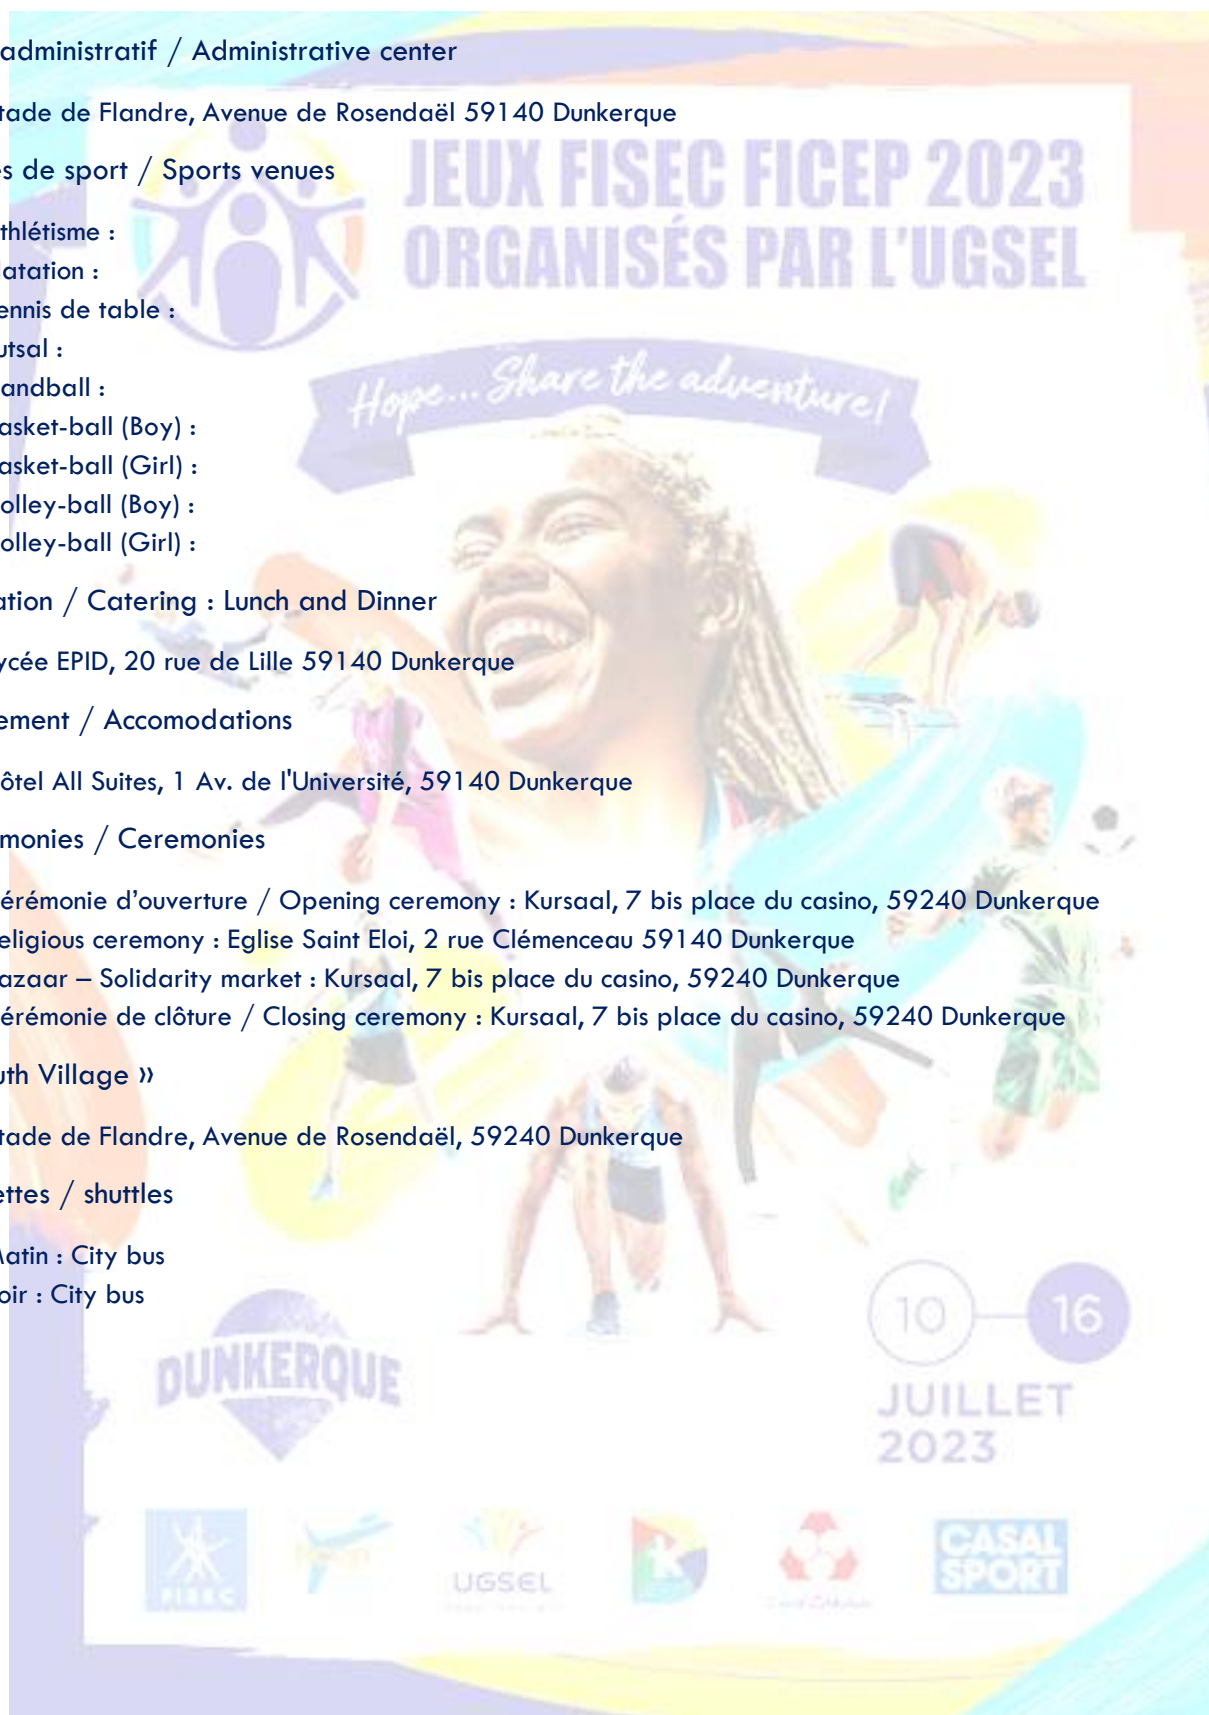 administratif / Administrative center
tade de Flandre, Avenue de Rosendaël 59140 Dunkerque
JEUX FISEC FICEP 2023
s de sport / Sports venues
ORGANISÉS PAR L'UGSEL
thlétisme :
atation :
ennis de table :
utsal :
andball :
Hope... Share the adventure!
asket-ball (Boy) :
asket-ball (Girl) :
olley-ball (Boy) :
olley-ball (Girl) :
ation / Catering : Lunch and Dinner
ycée EPID, 20 rue de Lille 59140 Dunkerque
ement / Accomodations
ôtel All Suites, 1 Av. de l'Université, 59140 Dunkerque
monies / Ceremonies
érémonie d’ouverture / Opening ceremony : Kursaal, 7 bis place du casino, 59240 Dunkerque
eligious ceremony : Eglise Saint Eloi, 2 rue Clémenceau 59140 Dunkerque
azaar – Solidarity market : Kursaal, 7 bis place du casino, 59240 Dunkerque
érémonie de clôture / Closing ceremony : Kursaal, 7 bis place du casino, 59240 Dunkerque
uth Village »
tade de Flandre, Avenue de Rosendaël, 59240 Dunkerque
ettes / shuttles
Matin : City bus
oir : City bus
10 16
DUNKERQUE
JUILLET
2023
FISEC
UGSEL
CASAL
SPORT